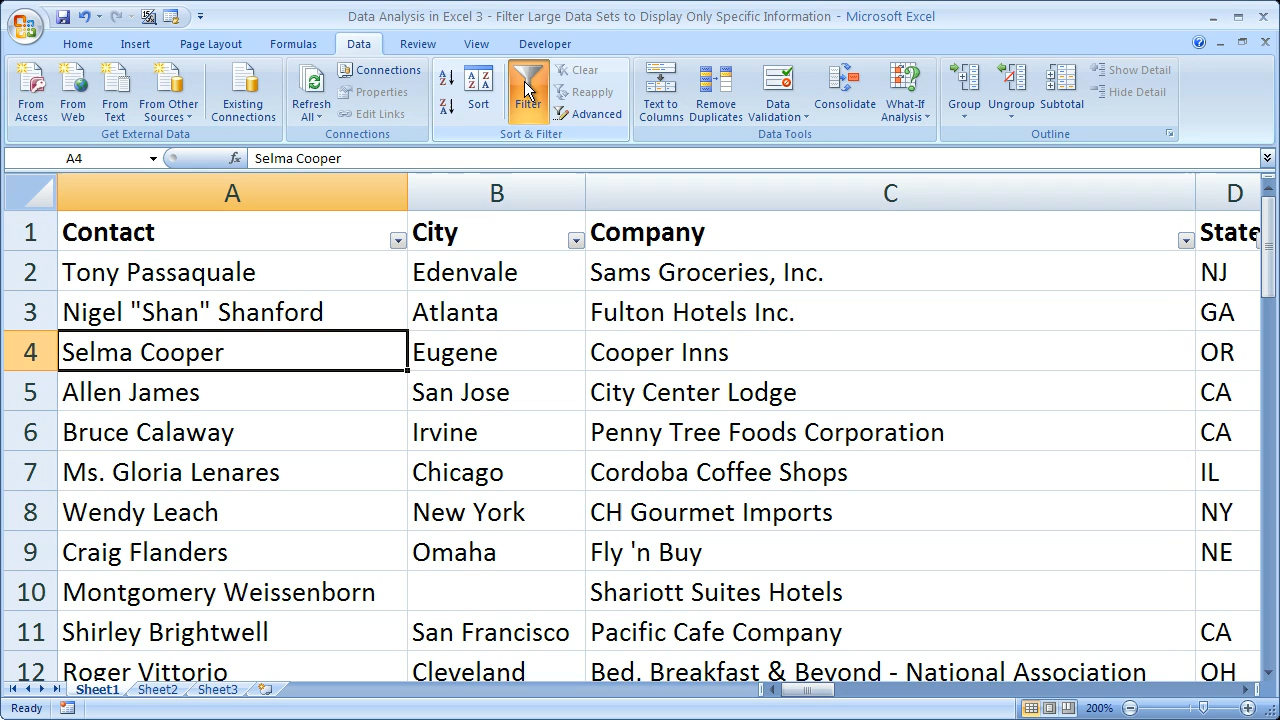 Data Analysis in Excel 3 - Filter Large Data Sets to Display Only Specific Information - Microsoft Excel
Home Insert Page Layout Formulas Data Review View Developer
From Access
From Web
From Text
From Other Sources
Existing Connections
Get External Data
Refresh All
Connections
Properties
Edit Links
Connections
Sort
Filter
Clear
Reapply
Advanced
Sort & Filter
Text to Columns
Remove Duplicates
Data Validation
Consolidate
What-If Analysis
Data Tools
Group
Ungroup
Subtotal
Show Detail
Hide Detail
Outline
A4 fx Selma Cooper
A B C D
1 Contact City Company State
2 Tony Passaquale Edenvale Sams Groceries, Inc. NJ
3 Nigel "Shan" Shanford Atlanta Fulton Hotels Inc. GA
4 Selma Cooper Eugene Cooper Inns OR
5 Allen James San Jose City Center Lodge CA
6 Bruce Calaway Irvine Penny Tree Foods Corporation CA
7 Ms. Gloria Lenares Chicago Cordoba Coffee Shops IL
8 Wendy Leach New York CH Gourmet Imports NY
9 Craig Flanders Omaha Fly 'n Buy NE
10 Montgomery Weissenborn Shariott Suites Hotels
11 Shirley Brightwell San Francisco Pacific Cafe Company CA
12 Roger Vittorio Cleveland Bed, Breakfast & Beyond - National Association OH
Sheet1 Sheet2 Sheet3
Ready 200%